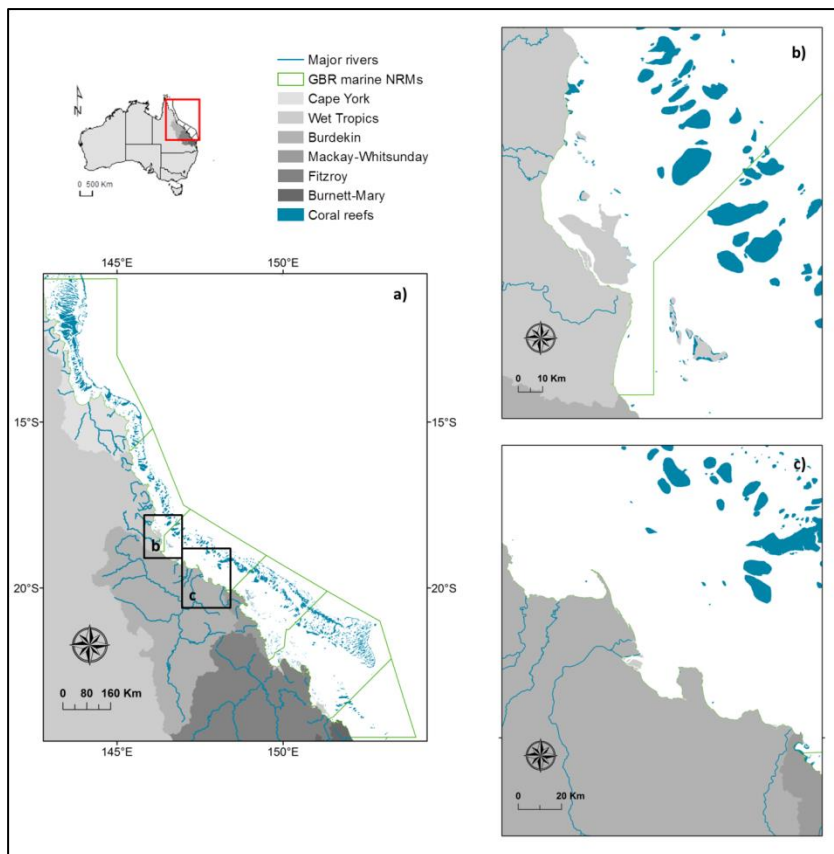 N
0 500 Km
Major rivers
GBR marine NRMs
Cape York
Wet Tropics
Burdekin
Mackay-Whitsunday
Fitzroy
Burnett-Mary
Coral reefs
145°E 150°E
a)
15°S 15°S
b
c
20°S 20°S
0 80 160 Km
145°E 150°E
b)
0 10 Km
c)
0 20 Km